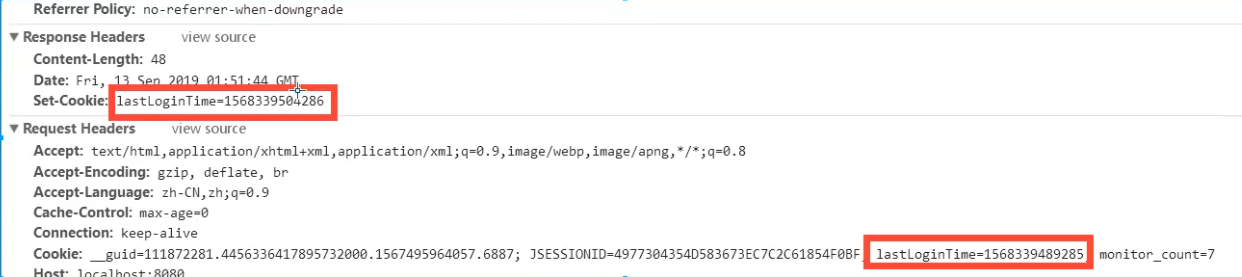 Referrer Policy: no-referrer-when-downgrade
Response Headers view source
Content-Length: 48
Date: Fri, 13 Sep 2019 01:51:44 GMT
Set-Cookie: lastLoginTime=1568339504286
Request Headers view source
Accept: text/html,application/xhtml+xml,application/xml;q=0.9,image/webp,image/apng,*/*;q=0.8
Accept-Encoding: gzip, deflate, br
Accept-Language: zh-CN,zh;q=0.9
Cache-Control: max-age=0
Connection: keep-alive
Cookie: __guid=111872281.4456336417895732000.1567495964057.6887; JSESSIONID=4977304354D583673EC7C2C61854F0BF; lastLoginTime=1568339489285; monitor_count=7
Host: localhost:8080